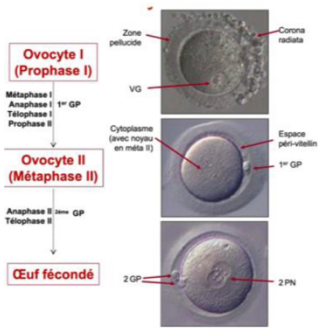 Ovocyte I
(Prophase I)
Métaphase I
Anaphase I 1er GP
Télophase I
Prophase II
Ovocyte II
(Métaphase II)
Anaphase II 2ème GP
Télophase II
Œuf fécondé
Zone
pellucide
Corona
radiata
VG
Cytoplasme
(avec noyau
en méta II)
Espace
péri-vitellin
1er GP
2 GP
2 PN